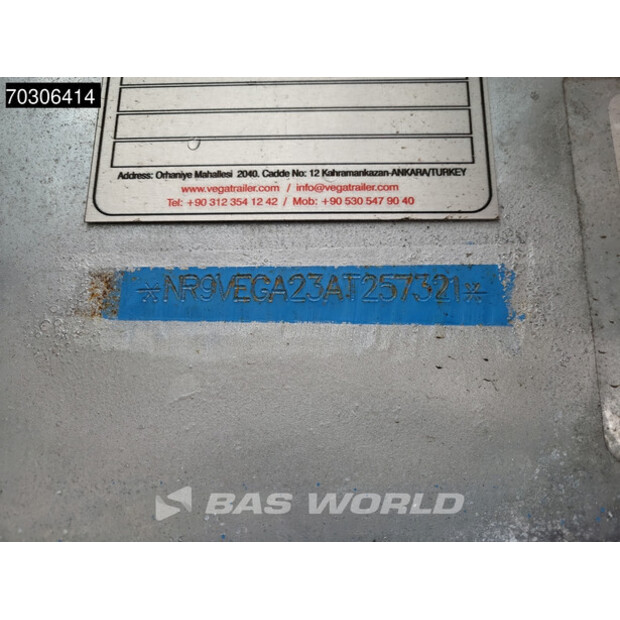 70306414
Address: Orhaniye Mahallesi 2040. Cadde No: 12 Kahramankazan-ANKARA/TURKEY
www.vegatrailer.com / info@vegatrailer.com
Tel: +90 312 354 12 42 / Mob: +90 530 547 90 40
*NR9VEGA23AT257321*
BAS WORLD